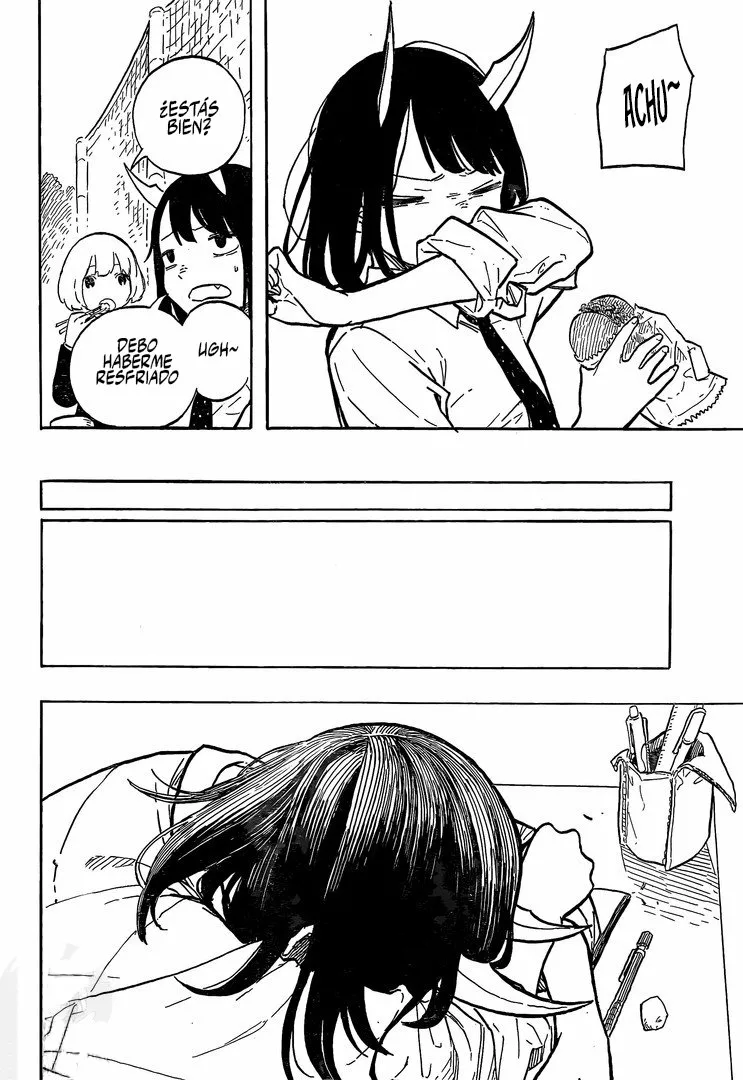 ACHU~
¿ESTÁS
BIEN?
UGH~
DEBO
HABERME
RESFRIADO